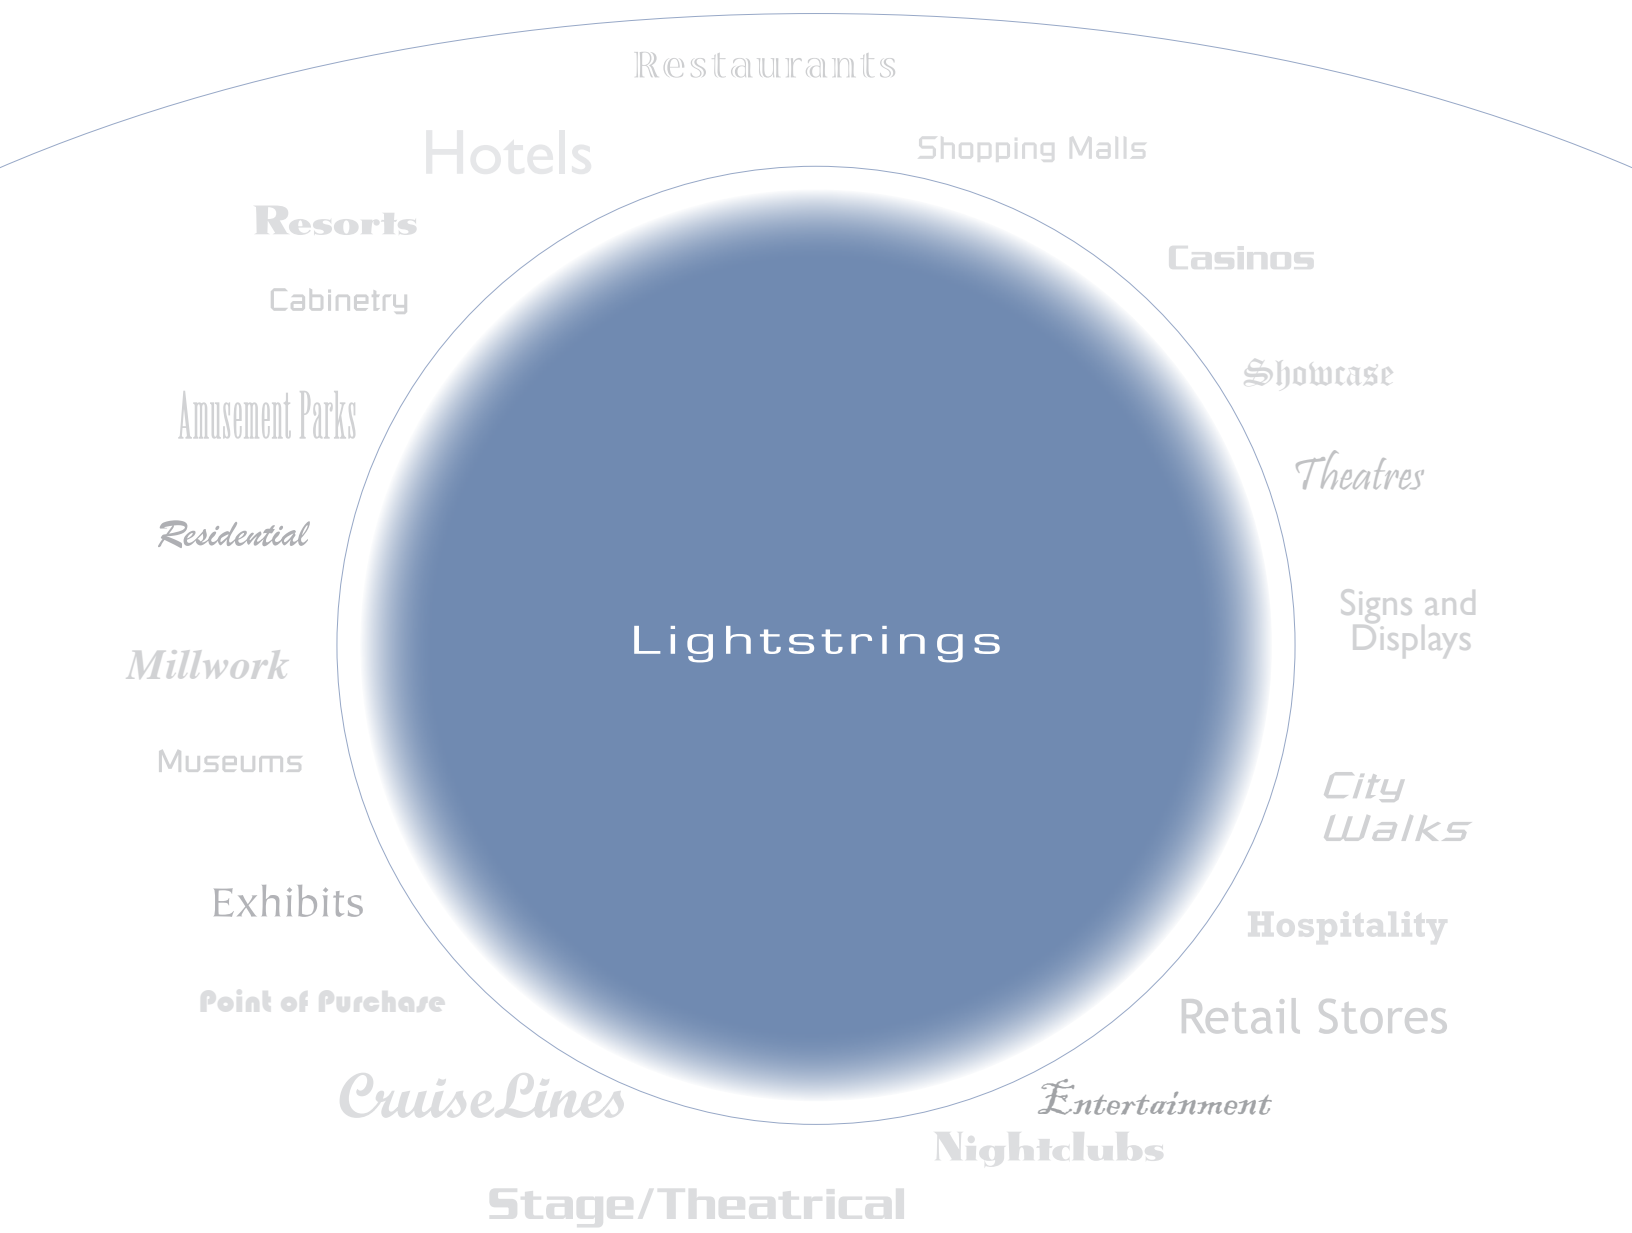 Restaurants
Hotels
Shopping Malls
Resorts
Casinos
Cabinetry
Showcase
Amusement Parks
Theatres
Residential
Signs and
Displays
Lightstrings
Millwork
Museums
City
Walks
Exhibits
Hospitality
Point of Purchase
Retail Stores
CruiseLines
Entertainment
Nightclubs
Stage/Theatrical